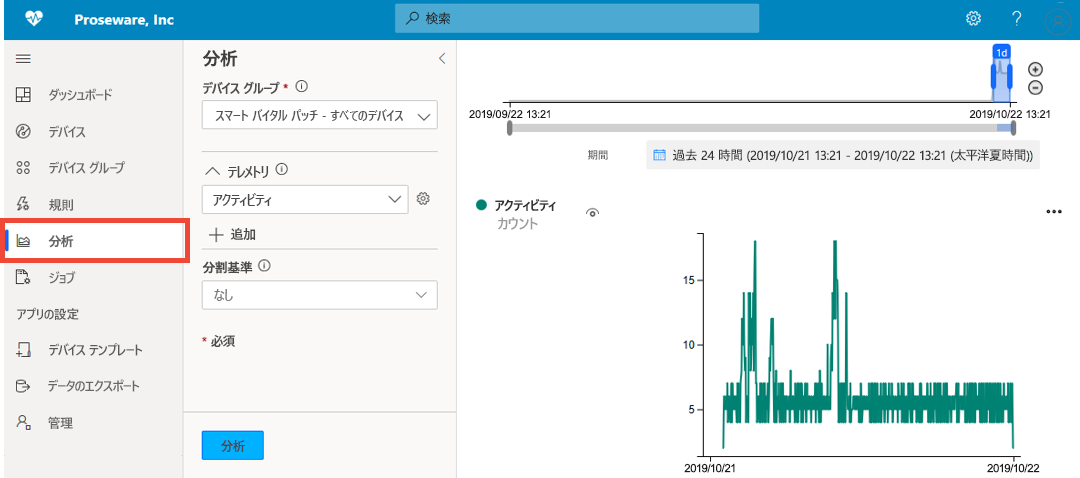 Proseware, Inc
検索
ダッシュボード
デバイス
デバイス グループ
規則
分析
ジョブ
アプリの設定
デバイス テンプレート
データのエクスポート
管理
分析
デバイス グループ *
スマート バイタル パッチ - すべてのデバイス
テレメトリ
アクティビティ
追加
分割基準
なし
* 必須
分析
1d
2019/09/22 13:21
2019/10/22 13:21
期間
過去 24 時間 (2019/10/21 13:21 - 2019/10/22 13:21 (太平洋夏時間))
アクティビティ
カウント
15
10
5
2019/10/21
2019/10/22